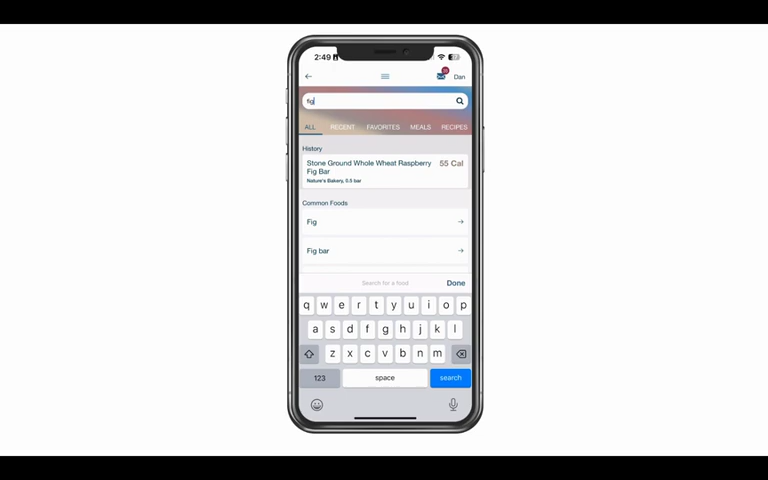 2:49
Dan
fig
ALL RECENT FAVORITES MEALS RECIPES
History
Stone Ground Whole Wheat Raspberry
Fig Bar
55 Cal
Nature's Bakery, 0.5 bar
Common Foods
Fig
Fig bar
Search for a food
Done
q w e r t y u i o p
a s d f g h j k l
z x c v b n m
123 space search